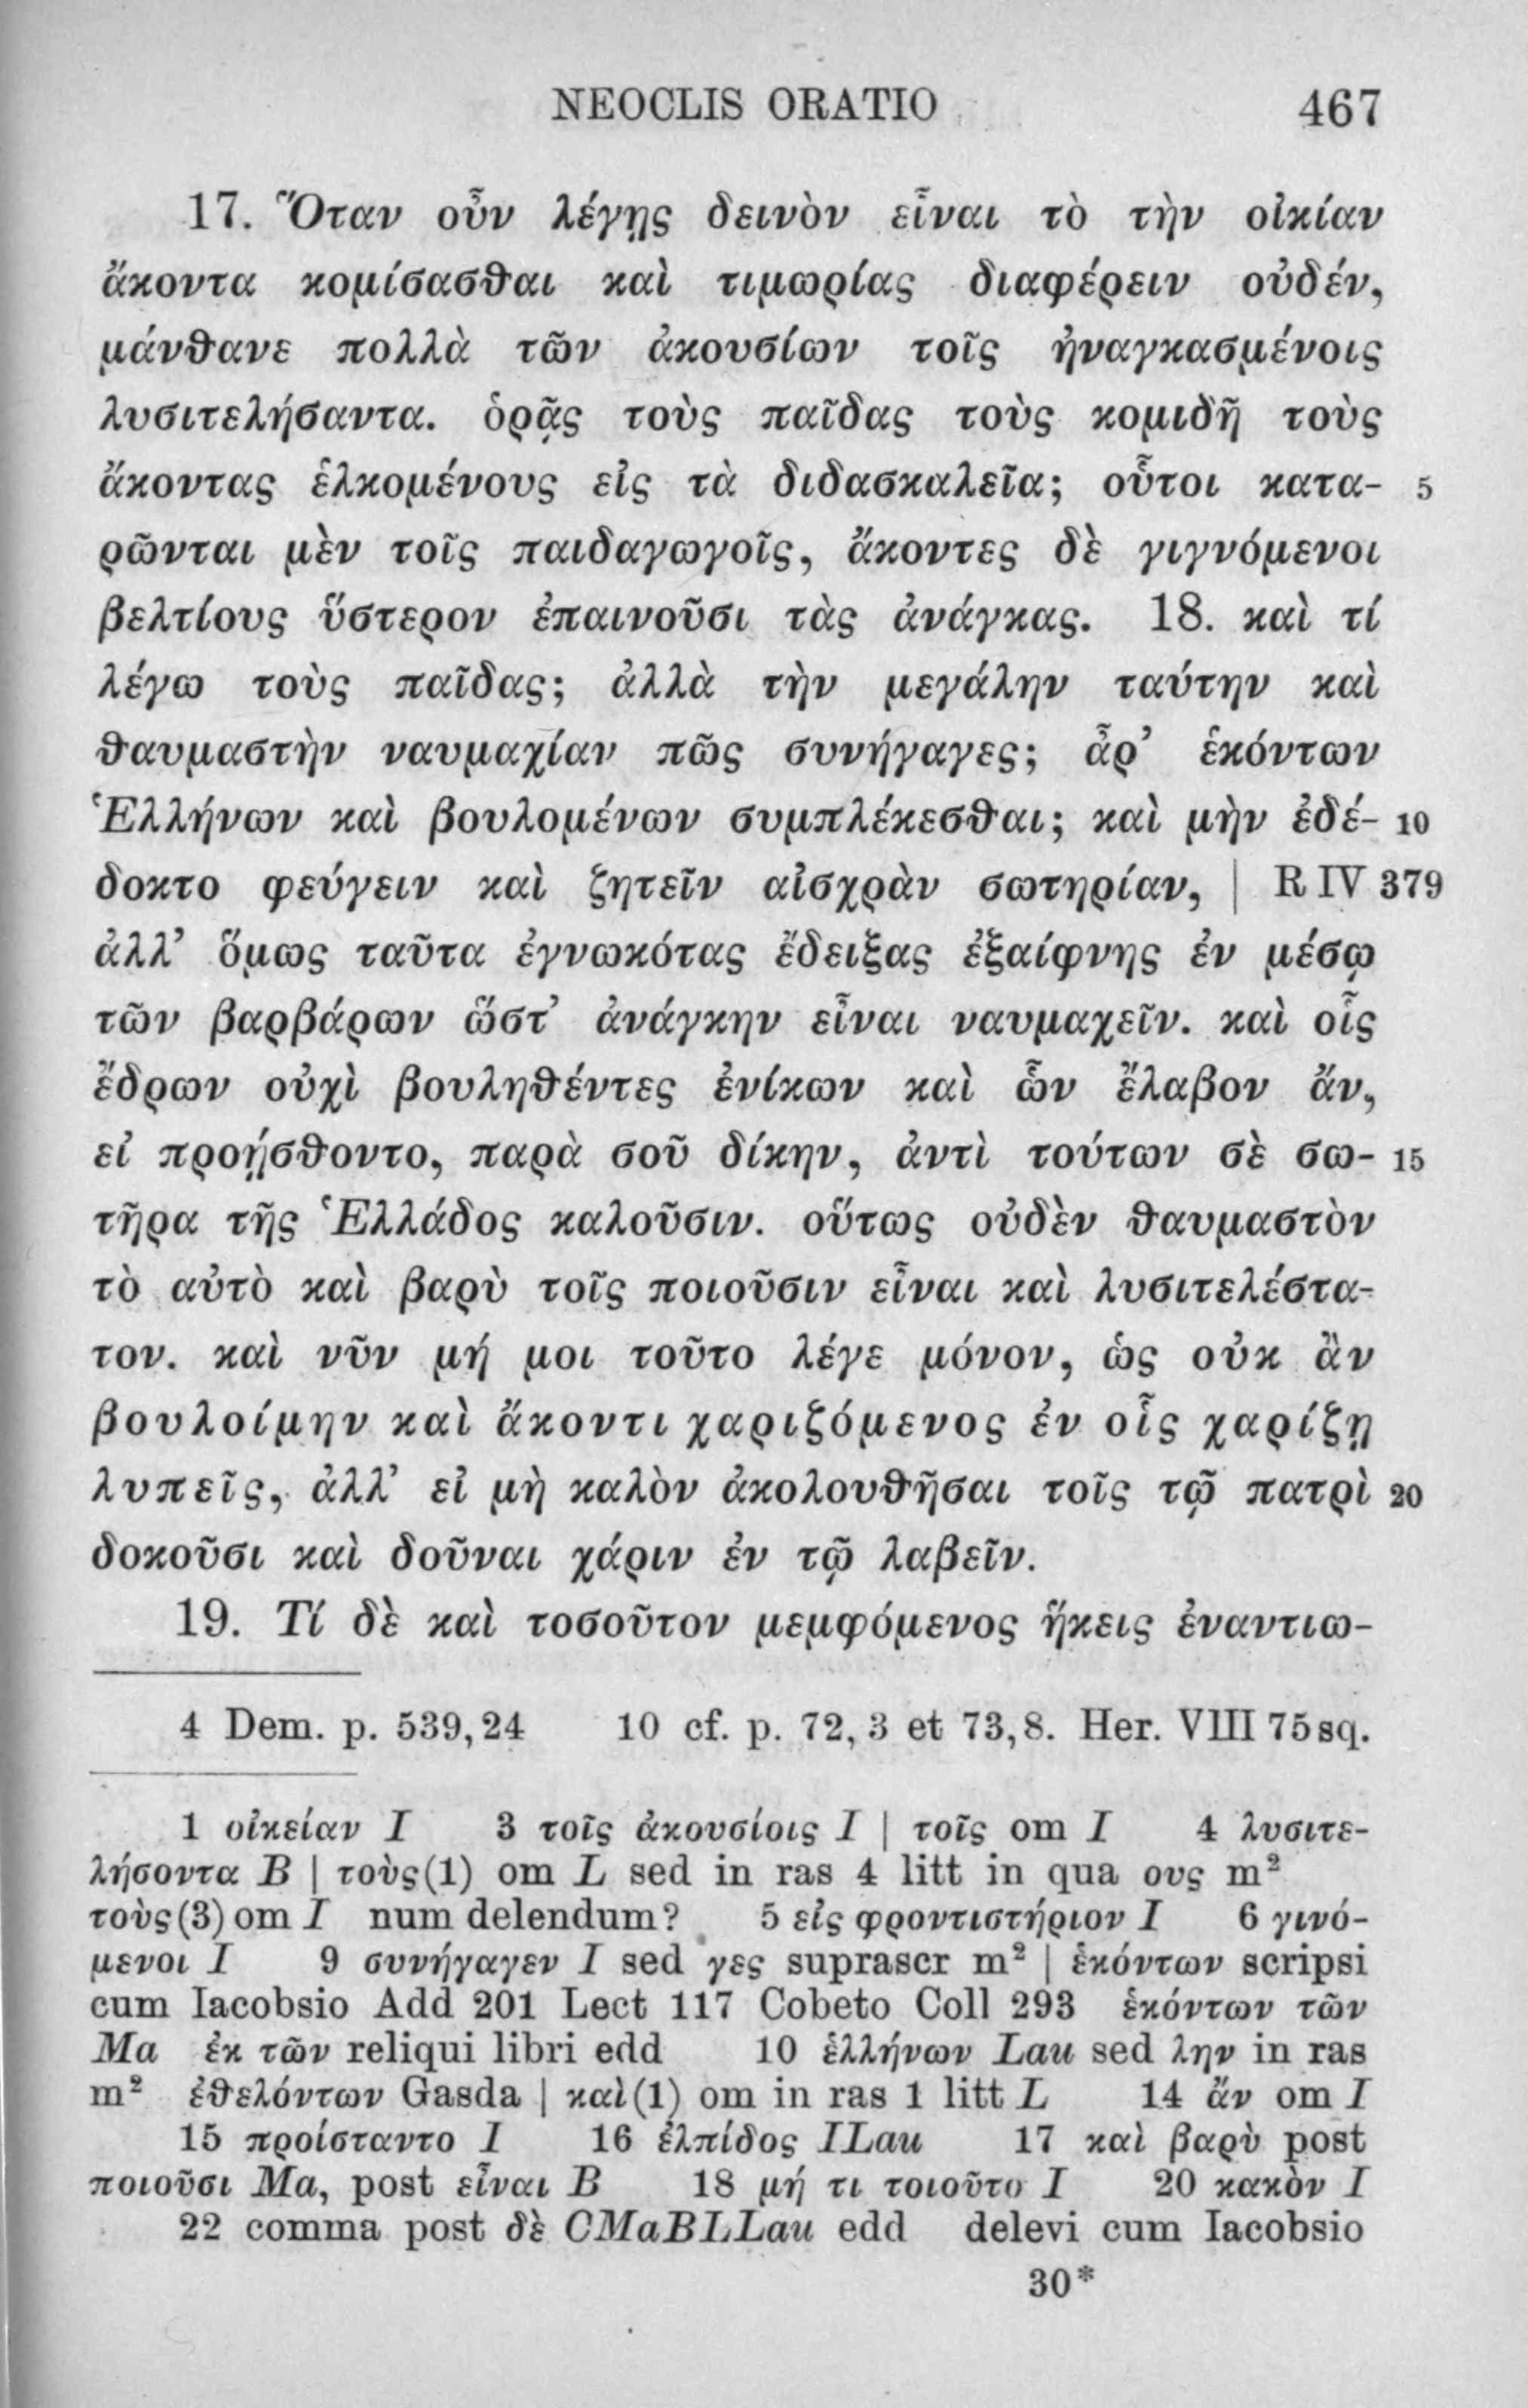 NEOCLIS ORATIO 467
17. Ὅταν οὖν λέγῃς δεινὸν εἶναι τὸ τὴν οἰκίαν
ἄκοντα κομίσασθαι καὶ τιμωρίας διαφέρειν οὐδέν,
μάνθανε πολλὰ τῶν ἀκουσίων τοῖς ἠναγκασμένοις
λυσιτελήσαντα. ὁρᾷς τοὺς παῖδας τοὺς κομιδῇ τοὺς
ἄκοντας ἑλκομένους εἰς τὰ διδασκαλεῖα; οὗτοι κατα- 5
ρῶνται μὲν τοῖς παιδαγωγοῖς, ἄκοντες δὲ γιγνόμενοι
βελτίους ὕστερον ἐπαινοῦσι τὰς ἀνάγκας. 18. καὶ τί
λέγω τοὺς παῖδας; ἀλλὰ τὴν μεγάλην ταύτην καὶ
θαυμαστὴν ναυμαχίαν πῶς συνήγαγες; ἆρ’ ἑκόντων
Ἑλλήνων καὶ βουλομένων συμπλέκεσθαι; καὶ μὴν ἐδέ- 10
δοκτο φεύγειν καὶ ζητεῖν αἰσχρὰν σωτηρίαν, | R IV 379
ἀλλ’ ὅμως ταῦτα ἐγνωκότας ἔδειξας ἐξαίφνης ἐν μέσῳ
τῶν βαρβάρων ὥστ’ ἀνάγκην εἶναι ναυμαχεῖν. καὶ οἷς
ἔδρων οὐχὶ βουληθέντες ἐνίκων καὶ ὧν ἔλαβον ἄν,
εἰ προῄσθοντο, παρὰ σοῦ δίκην, ἀντὶ τούτων σὲ σω- 15
τῆρα τῆς Ἑλλάδος καλοῦσιν. οὕτως οὐδὲν θαυμαστὸν
τὸ αὐτὸ καὶ βαρὺ τοῖς ποιοῦσιν εἶναι καὶ λυσιτελέστα-
τον. καὶ νῦν μή μοι τοῦτο λέγε μόνον, ὡς οὐκ ἂν
βουλοίμην καὶ ἄκοντι χαριζόμενος ἐν οἷς χαρίζῃ
λυπεῖς, ἀλλ’ εἰ μὴ καλὸν ἀκολουθῆσαι τοῖς τῷ πατρὶ 20
δοκοῦσι καὶ δοῦναι χάριν ἐν τῷ λαβεῖν.
19. Τί δὲ καὶ τοσοῦτον μεμφόμενος ἥκεις ἐναντιω-
4 Dem. p. 539,24 10 cf. p. 72, 3 et 73,8. Her. VIII 75 sq.
1 οἰκείαν I 3 τοῖς ἀκουσίοις I | τοῖς om I 4 λυσιτε-
λήσοντα B | τοὺς(1) om L sed in ras 4 litt in qua ους m²
τοὺς(3) om I num delendum? 5 εἰς φροντιστήριον I 6 γινό-
μενοι I 9 συνήγαγεν I sed γες suprascr m² | ἑκόντων scripsi
cum Iacobsio Add 201 Lect 117 Cobeto Coll 293 ἑκόντων τῶν
Ma ἐκ τῶν reliqui libri edd 10 ἑλλήνων Lau sed λην in ras
m² ἐθελόντων Gasda | καὶ(1) om in ras 1 litt L 14 ἄν om I
15 προίσταντο I 16 ἐλπίδος ILau 17 καὶ βαρὺ post
ποιοῦσι Ma, post εἶναι B 18 μή τι τοιοῦτο I 20 κακὸν I
22 comma post δὲ CMaBLLau edd delevi cum Iacobsio
30*